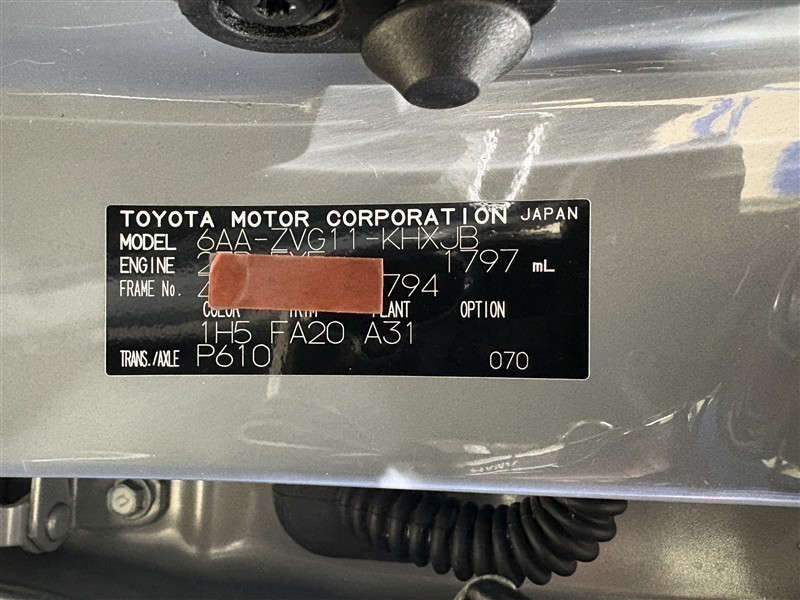 TOYOTA MOTOR CORPORATION JAPAN
MODEL 6AA-ZVG11-KHXJB
ENGINE 1797 mL
FRAME No. 794
COLOR TRIM PLANT OPTION
1H5 FA20 A31
TRANS./AXLE P610 070